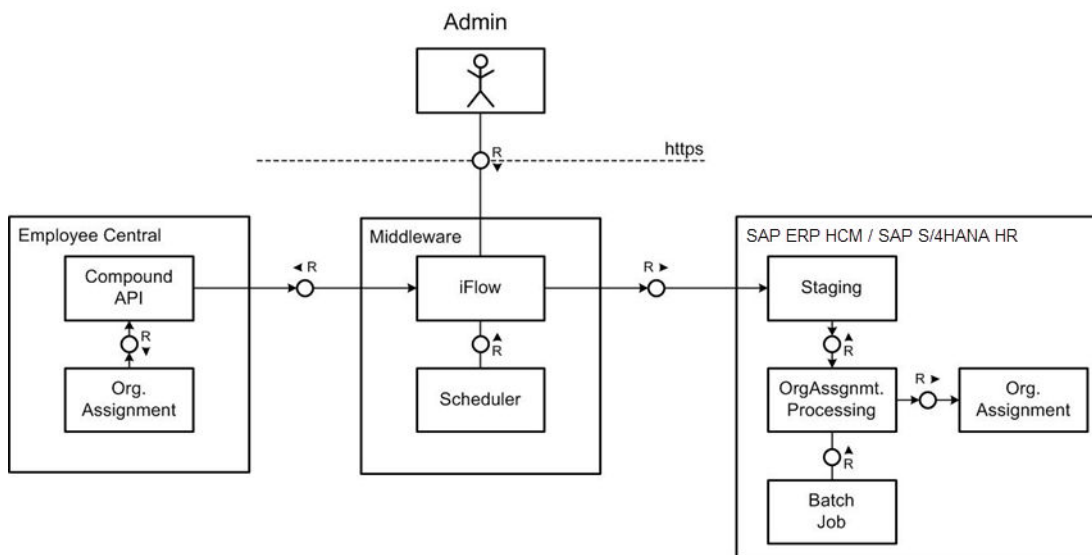 Admin
R
▼
https
Employee Central
Compound
API
R
▼
Org.
Assignment
◄ R
Middleware
iFlow
▲
R
Scheduler
R ►
SAP ERP HCM / SAP S/4HANA HR
Staging
▲
R
OrgAssgnmt.
Processing
R ►
Org.
Assignment
▲
R
Batch
Job